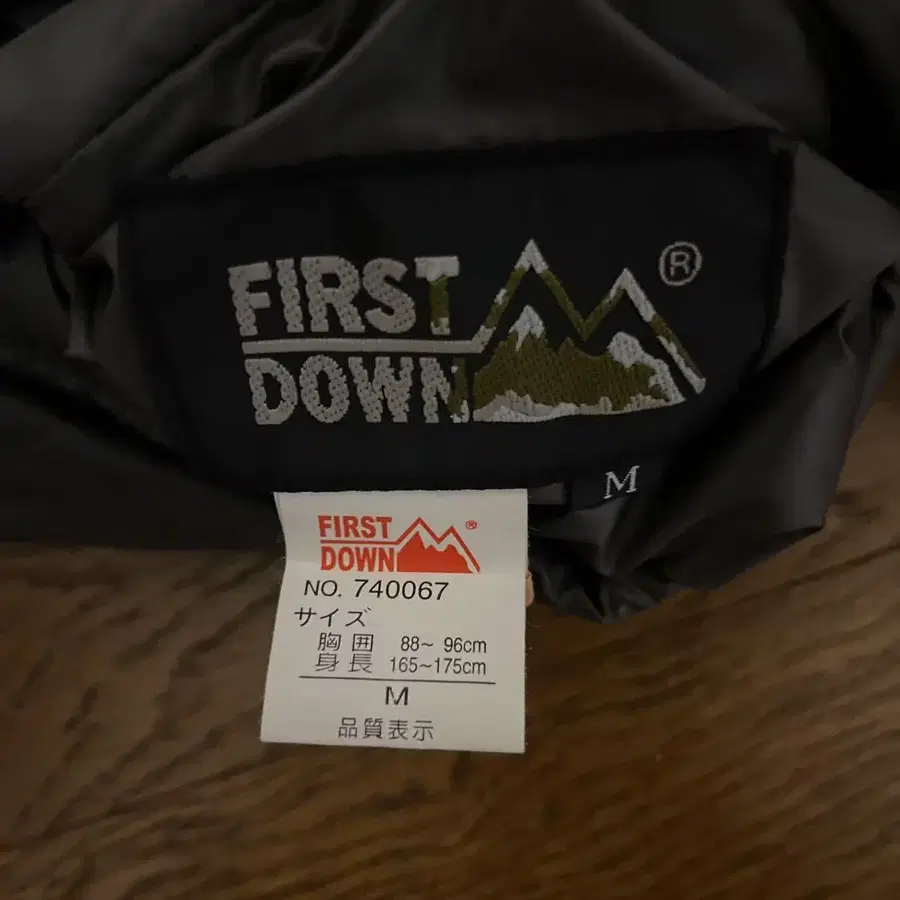 FIRST
DOWN
®
M
FIRST
DOWN ®
NO. 740067
サイズ
胸囲 88~ 96cm
身長 165~175cm
M
品質表示